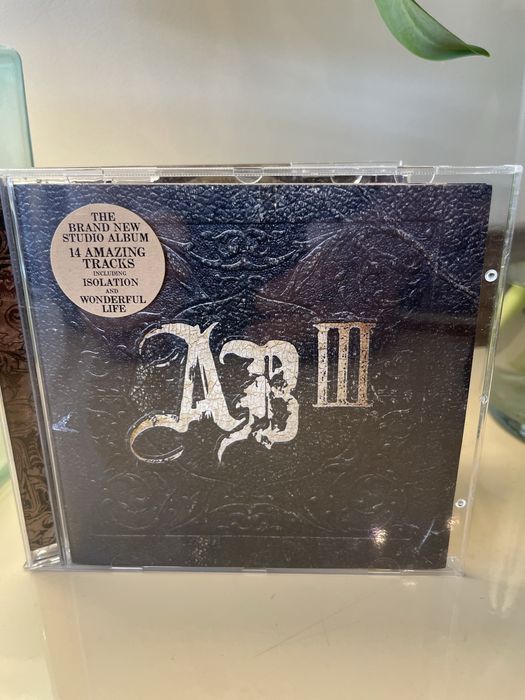 THE
BRAND NEW
STUDIO ALBUM
14 AMAZING
TRACKS
INCLUDING
ISOLATION
AND
WONDERFUL
LIFE
AB III